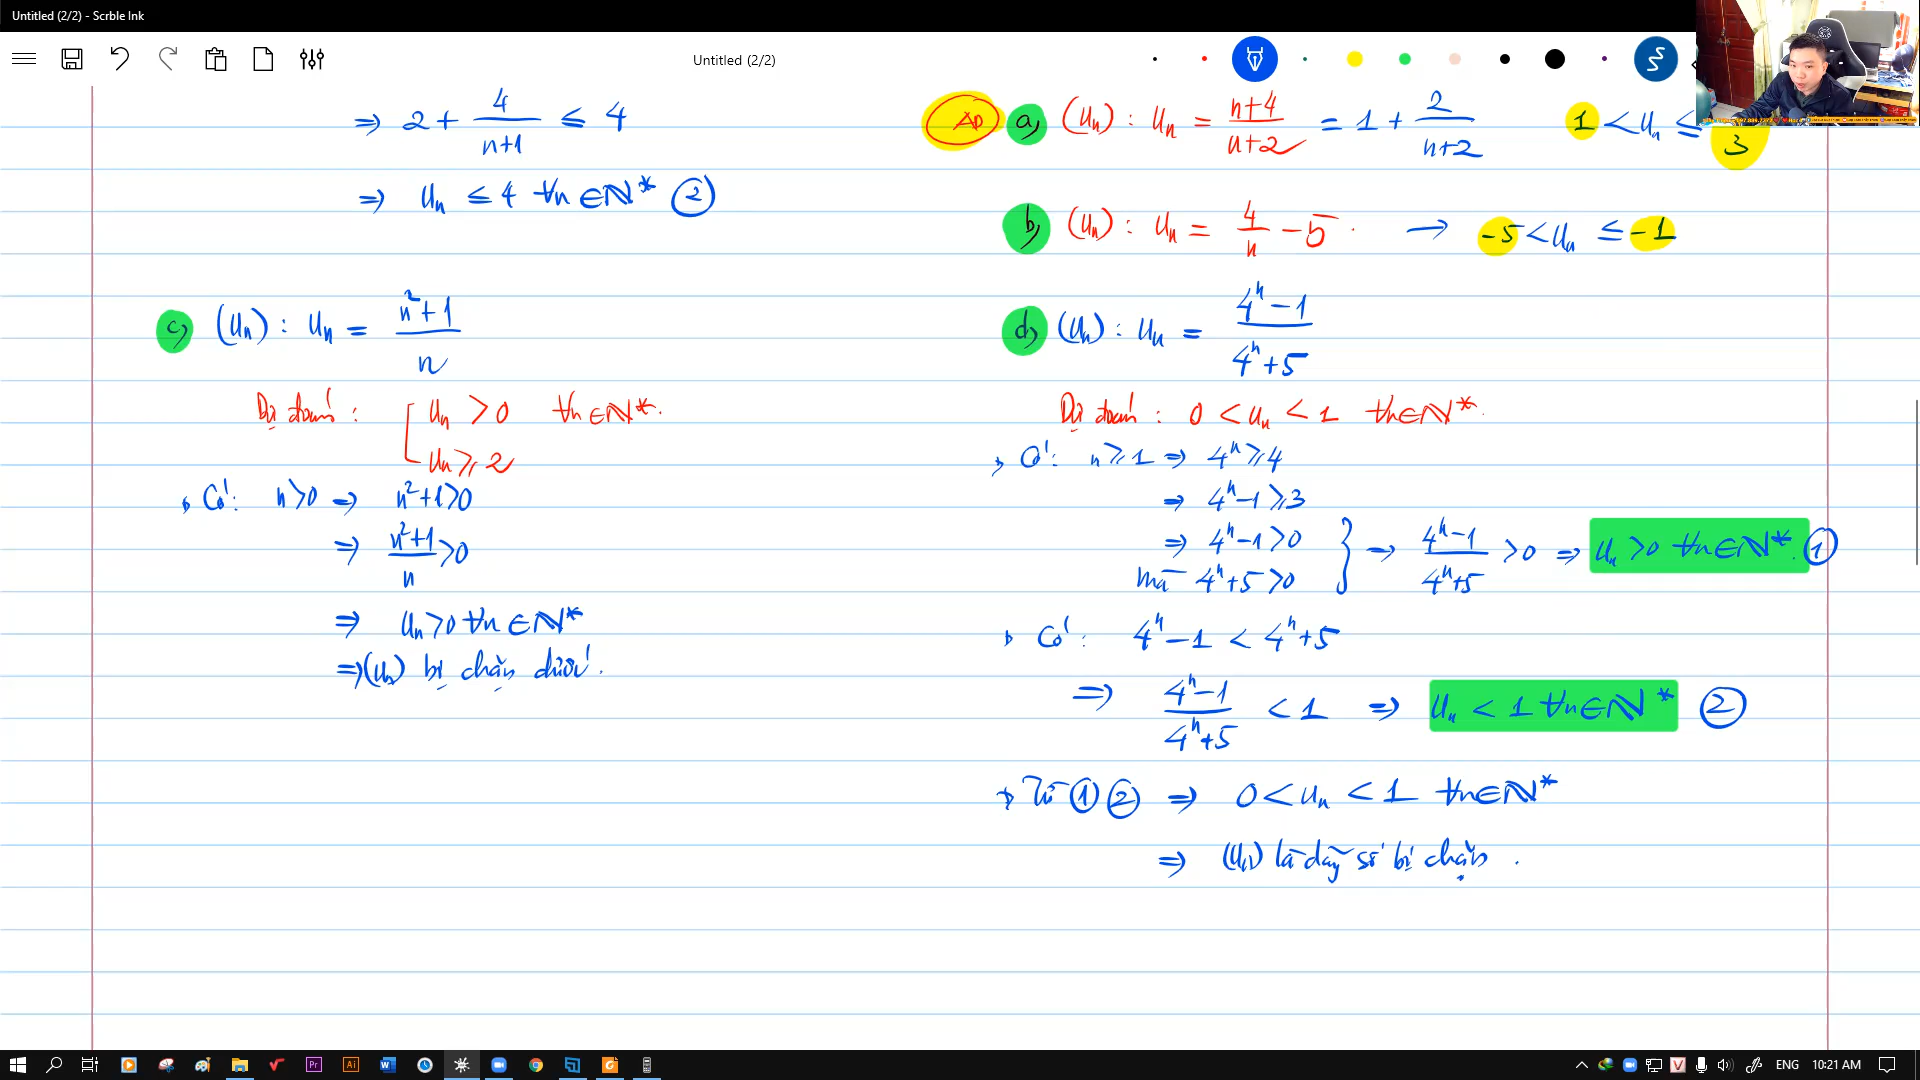 Untitled (2/2) - Scrble Ink
Untitled (2/2)
⇒ 2 + 4/(n+1) ≤ 4
⇒ Uₙ ≤ 4 ∀n ∈ ℕ* ②
c) (Uₙ) : Uₙ = (n²+1)/n
Dự đoán : [ Uₙ > 0 ∀n∈ℕ*.
Uₙ ≥ 2
Có: n>0 ⇒ n²+1>0
⇒ (n²+1)/n >0
⇒ Uₙ>0 ∀n ∈ ℕ*
⇒(Uₙ) bị chặn dưới.
AD a) (Uₙ) : Uₙ = (n+4)/(n+2) = 1 + 2/(n+2) 1 < Uₙ ≤
3
b) (Uₙ) : Uₙ = 4/n − 5 . → -5 < Uₙ ≤ -1
d) (Uₙ) : Uₙ = (4ⁿ−1)/(4ⁿ+5)
Dự đoán : 0 < Uₙ < 1 ∀n∈ℕ*.
Có: n ≥ 1 ⇒ 4ⁿ ≥ 4
⇒ 4ⁿ−1 ≥ 3
⇒ 4ⁿ−1 >0
mà 4ⁿ+5 >0 } → (4ⁿ−1)/(4ⁿ+5) >0 ⇒ Uₙ >0 ∀n∈ℕ*. ①
Có : 4ⁿ−1 < 4ⁿ+5
⇒ (4ⁿ−1)/(4ⁿ+5) < 1 ⇒ Uₙ < 1 ∀n∈ℕ* ②
Từ ① ② ⇒ 0 < Uₙ < 1 ∀n∈ℕ*
⇒ (Uₙ) là dãy số bị chặn .
ENG 10:21 AM